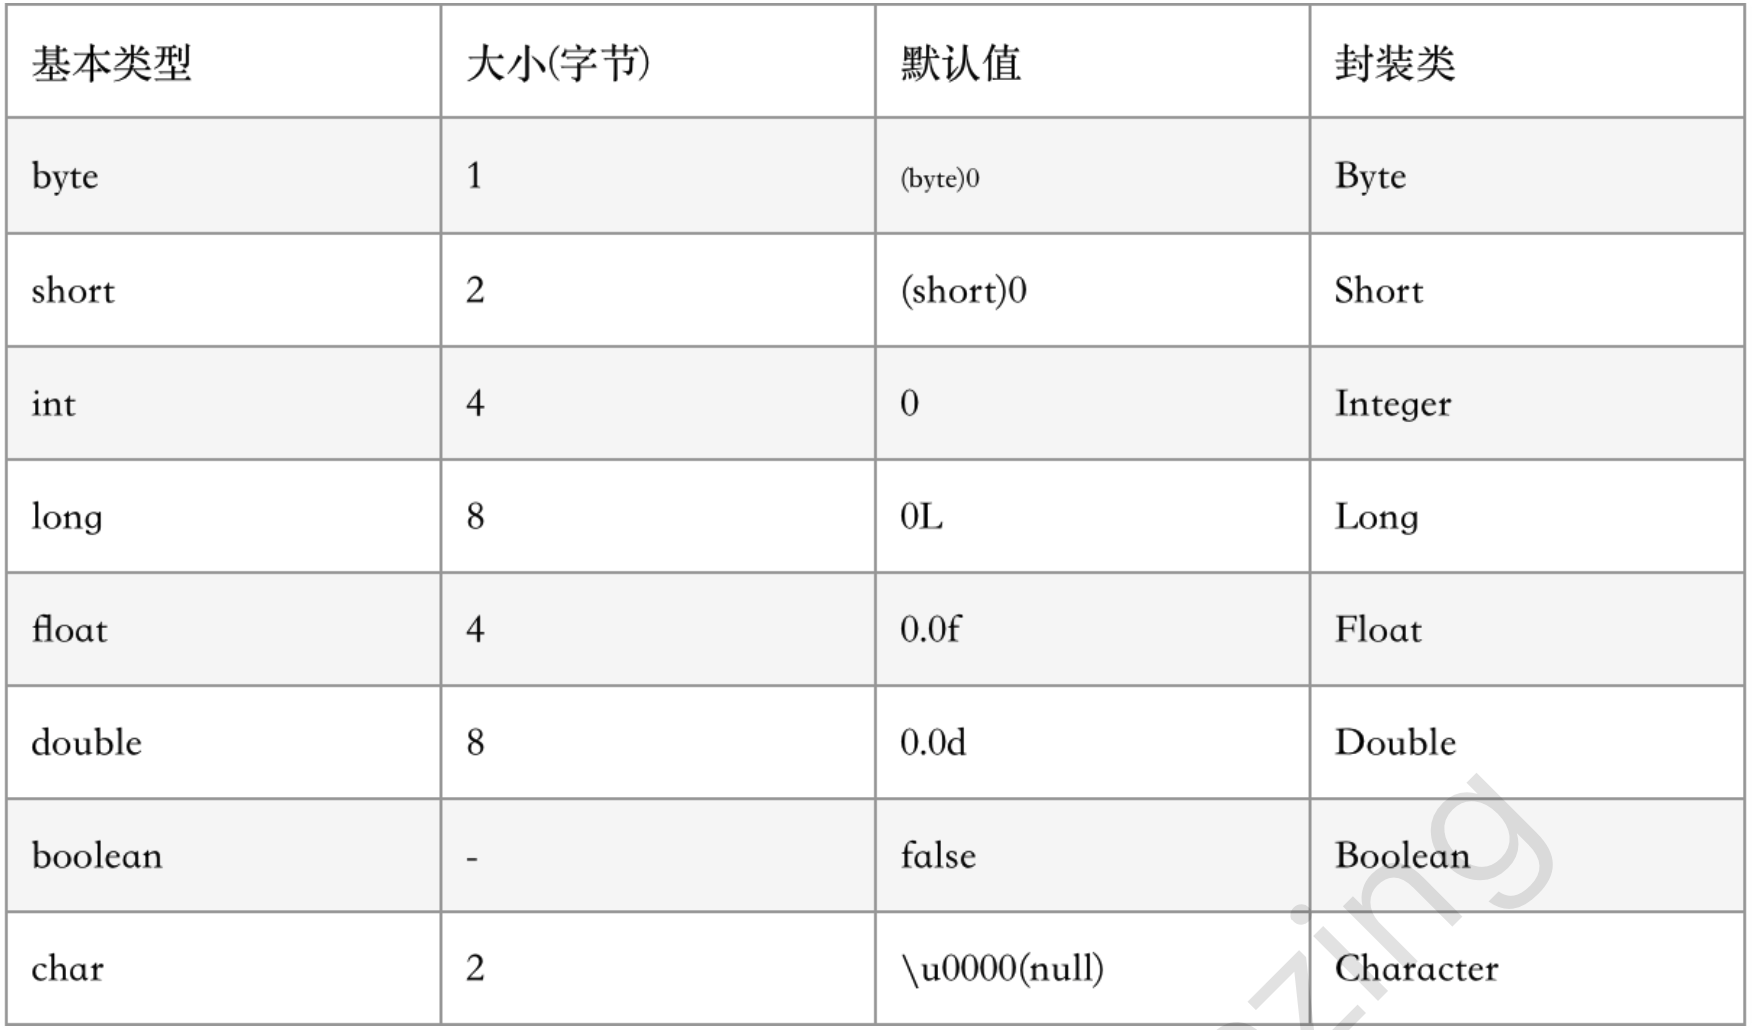 基本类型 大小(字节) 默认值 封装类
byte 1 (byte)0 Byte
short 2 (short)0 Short
int 4 0 Integer
long 8 0L Long
float 4 0.0f Float
double 8 0.0d Double
boolean - false Boolean
char 2 \u0000(null) Character
zing